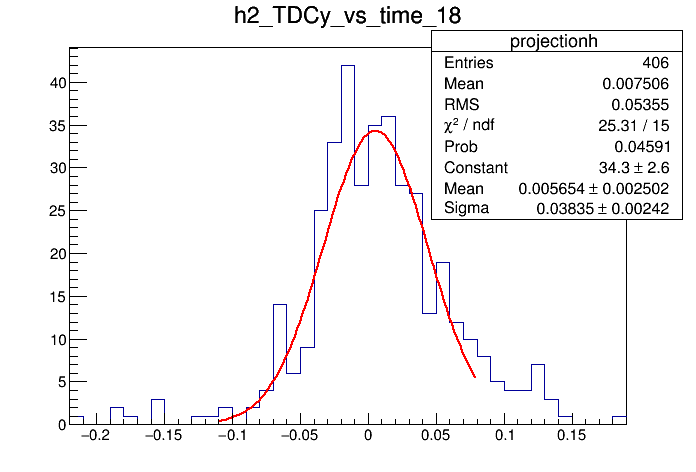 h2_TDCy_vs_time_18
projectionh
Entries 406
Mean 0.007506
RMS 0.05355
χ² / ndf 25.31 / 15
Prob 0.04591
Constant 34.3 ± 2.6
Mean 0.005654 ± 0.002502
Sigma 0.03835 ± 0.00242
40
35
30
25
20
15
10
5
0
−0.2 −0.15 −0.1 −0.05 0 0.05 0.1 0.15